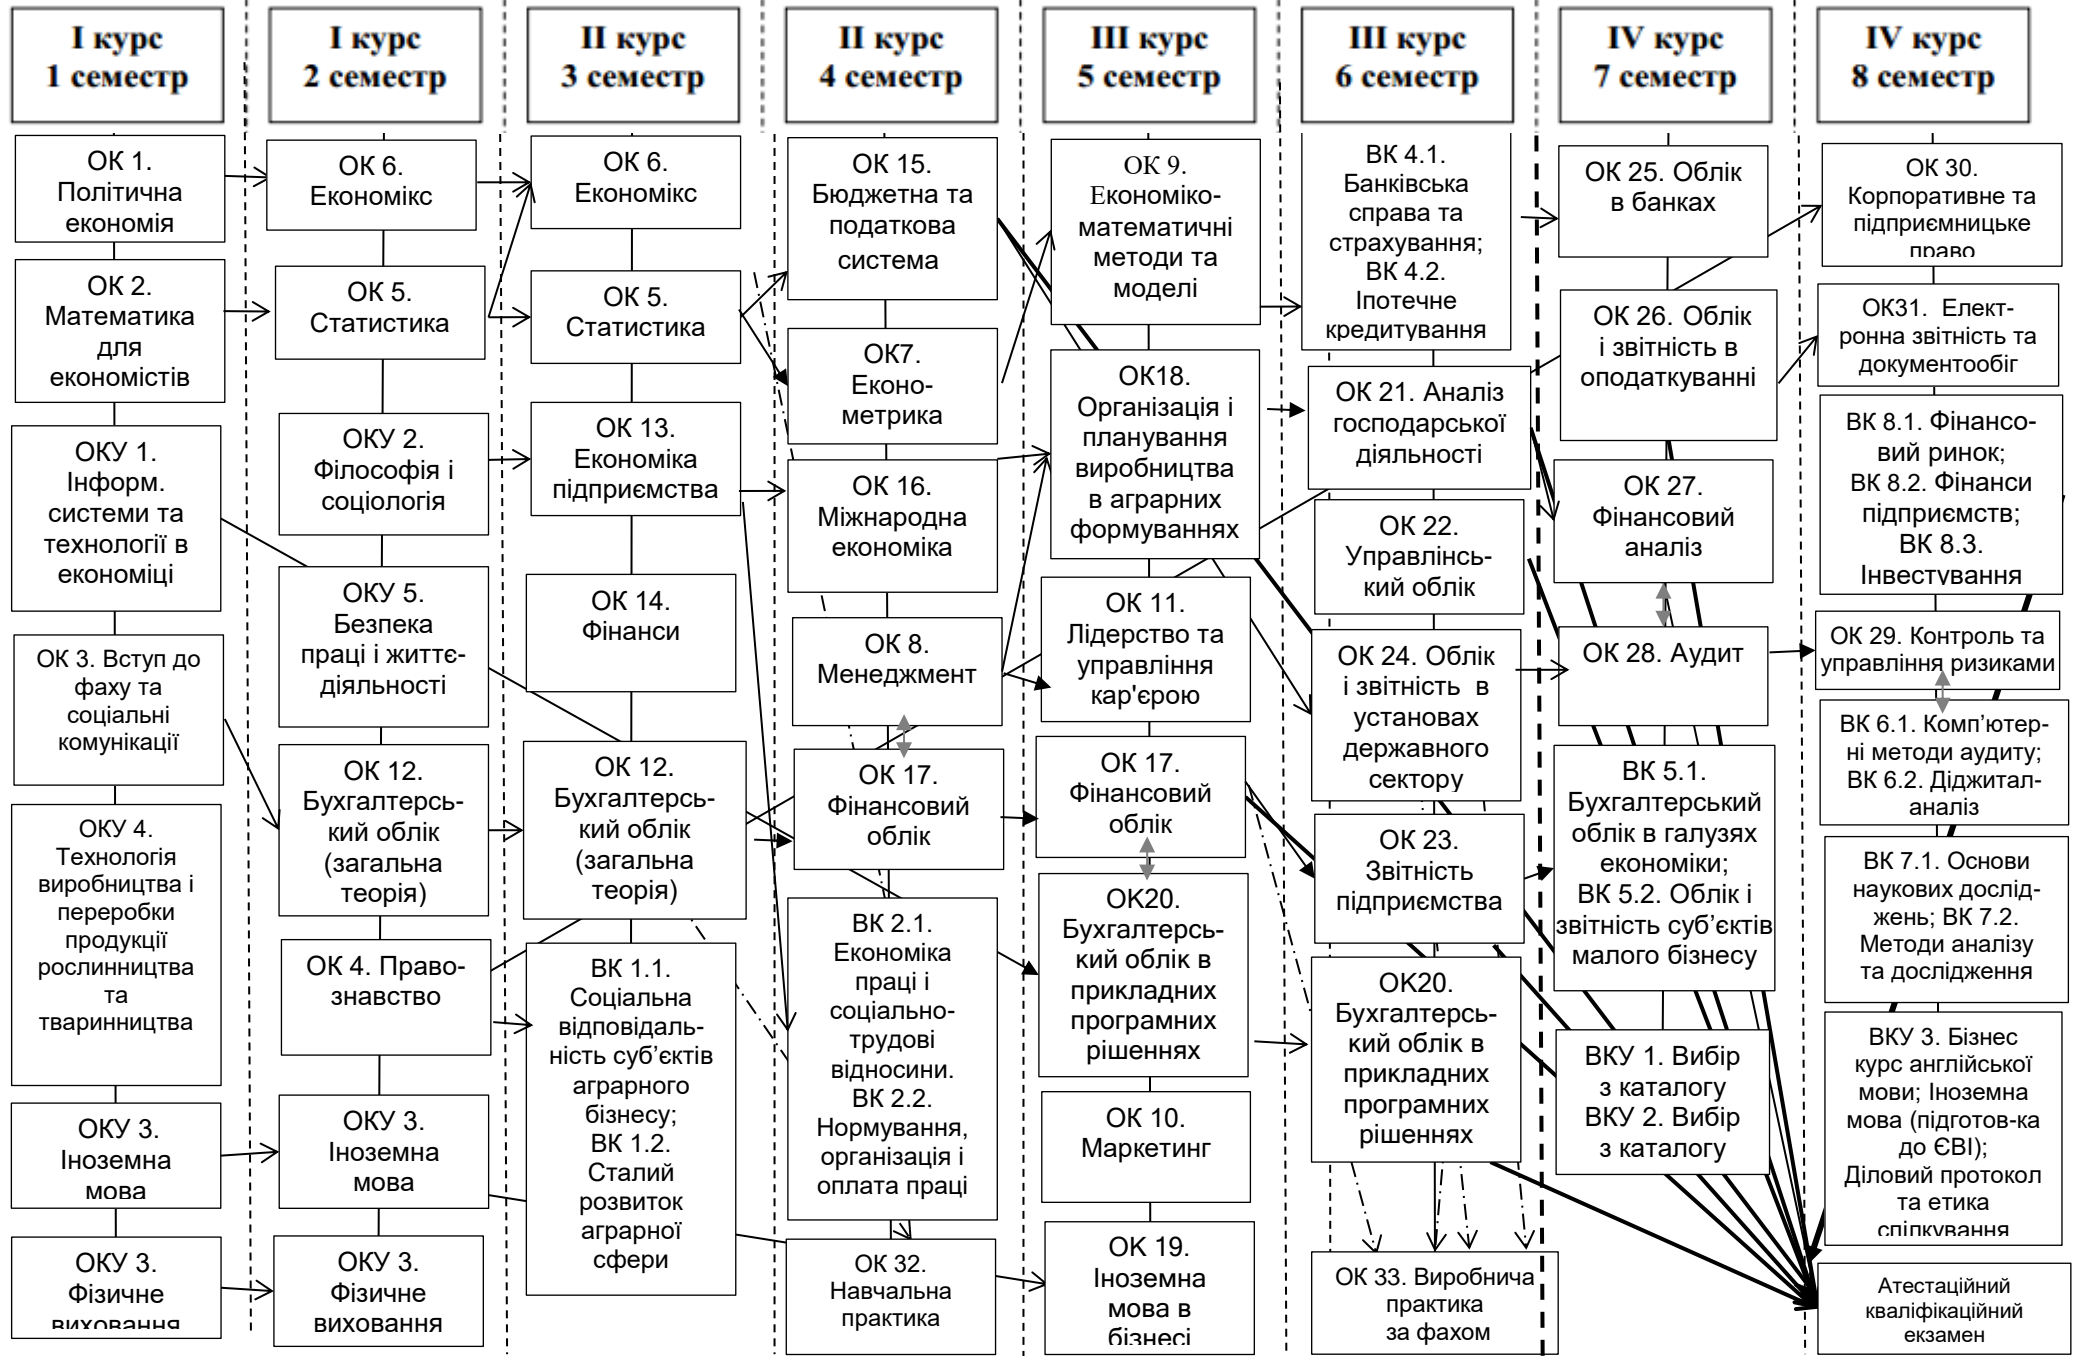 І курс
1 семестр
І курс
2 семестр
ІІ курс
3 семестр
ІІ курс
4 семестр
ІІІ курс
5 семестр
ІІІ курс
6 семестр
ІV курс
7 семестр
ІV курс
8 семестр
ОК 1.
Політична
економія
ОК 2.
Математика
для
економістів
ОКУ 1.
Інформ.
системи та
технології в
економіці
ОК 3. Вступ до
фаху та
соціальні
комунікації
ОКУ 4.
Технологія
виробництва і
переробки
продукції
рослинництва
та
тваринництва
ОКУ 3.
Іноземна
мова
ОКУ 3.
Фізичне
виховання
ОК 6.
Економікс
ОК 5.
Статистика
ОКУ 2.
Філософія і
соціологія
ОКУ 5.
Безпека
праці і життє-
діяльності
ОК 12.
Бухгалтерсь-
кий облік
(загальна
теорія)
ОК 4. Право-
знавство
ОКУ 3.
Іноземна
мова
ОКУ 3.
Фізичне
виховання
ОК 6.
Економікс
ОК 5.
Статистика
ОК 13.
Економіка
підприємства
ОК 14.
Фінанси
ОК 12.
Бухгалтерсь-
кий облік
(загальна
теорія)
ВК 1.1.
Соціальна
відповідаль-
ність суб’єктів
аграрного
бізнесу;
ВК 1.2.
Сталий
розвиток
аграрної
сфери
ОК 15.
Бюджетна та
податкова
система
ОК7.
Еконо-
метрика
ОК 16.
Міжнародна
економіка
ОК 8.
Менеджмент
ОК 17.
Фінансовий
облік
ВК 2.1.
Економіка
праці і
соціально-
трудові
відносини.
ВК 2.2.
Нормування,
організація і
оплата праці
ОК 32.
Навчальна
практика
ОК 9.
Економіко-
математичні
методи та
моделі
ОК18.
Організація і
планування
виробництва
в аграрних
формуваннях
ОК 11.
Лідерство та
управління
кар'єрою
ОК 17.
Фінансовий
облік
ОК20.
Бухгалтерсь-
кий облік в
прикладних
програмних
рішеннях
ОК 10.
Маркетинг
ОК 19.
Іноземна
мова в
бізнесі
ВК 4.1.
Банківська
справа та
страхування;
ВК 4.2.
Іпотечне
кредитування
ОК 21. Аналіз
господарської
діяльності
ОК 22.
Управлінсь-
кий облік
ОК 24. Облік
і звітність в
установах
державного
сектору
ОК 23.
Звітність
підприємства
ОК20.
Бухгалтерсь-
кий облік в
прикладних
програмних
рішеннях
ОК 33. Виробнича
практика
за фахом
ОК 25. Облік
в банках
ОК 26. Облік
і звітність в
оподаткуванні
ОК 27.
Фінансовий
аналіз
ОК 28. Аудит
ВК 5.1.
Бухгалтерський
облік в галузях
економіки;
ВК 5.2. Облік і
звітність суб’єктів
малого бізнесу
ВКУ 1. Вибір
з каталогу
ВКУ 2. Вибір
з каталогу
ОК 30.
Корпоративне та
підприємницьке
право
ОК31. Елект-
ронна звітність та
документообіг
ВК 8.1. Фінансо-
вий ринок;
ВК 8.2. Фінанси
підприємств;
ВК 8.3.
Інвестування
ОК 29. Контроль та
управління ризиками
ВК 6.1. Комп’ютер-
ні методи аудиту;
ВК 6.2. Діджитал-
аналіз
ВК 7.1. Основи
наукових дослід-
жень; ВК 7.2.
Методи аналізу
та дослідження
ВКУ 3. Бізнес
курс англійської
мови; Іноземна
мова (підготов-ка
до ЄВІ);
Діловий протокол
та етика
спілкування
Атестаційний
кваліфікаційний
екзамен